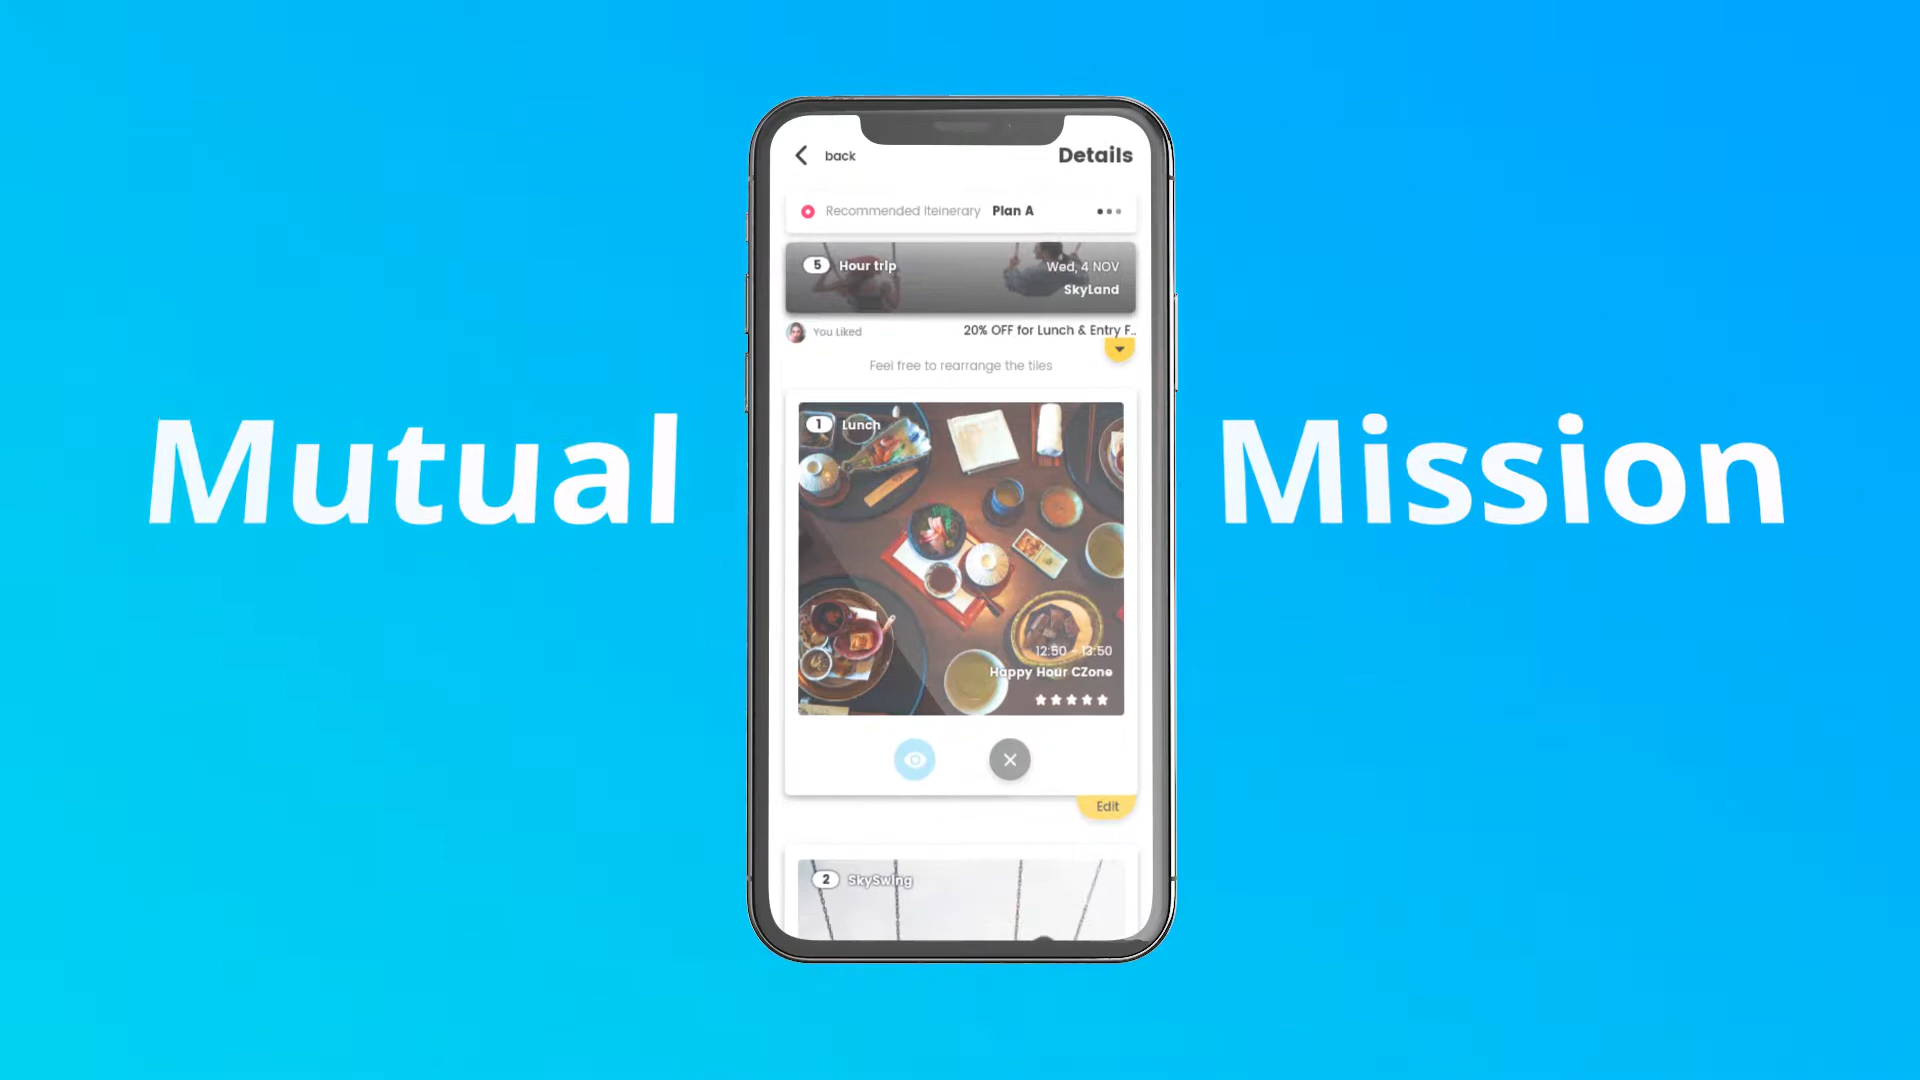 Mutual
Mission
back
Details
Recommended Iteinerary Plan A
5 Hour trip
Wed, 4 NOV
SkyLand
You Liked
20% OFF for Lunch & Entry F..
Feel free to rearrange the tiles
1 Lunch
12:50 - 13:50
Happy Hour CZone
Edit
2 SkySwing